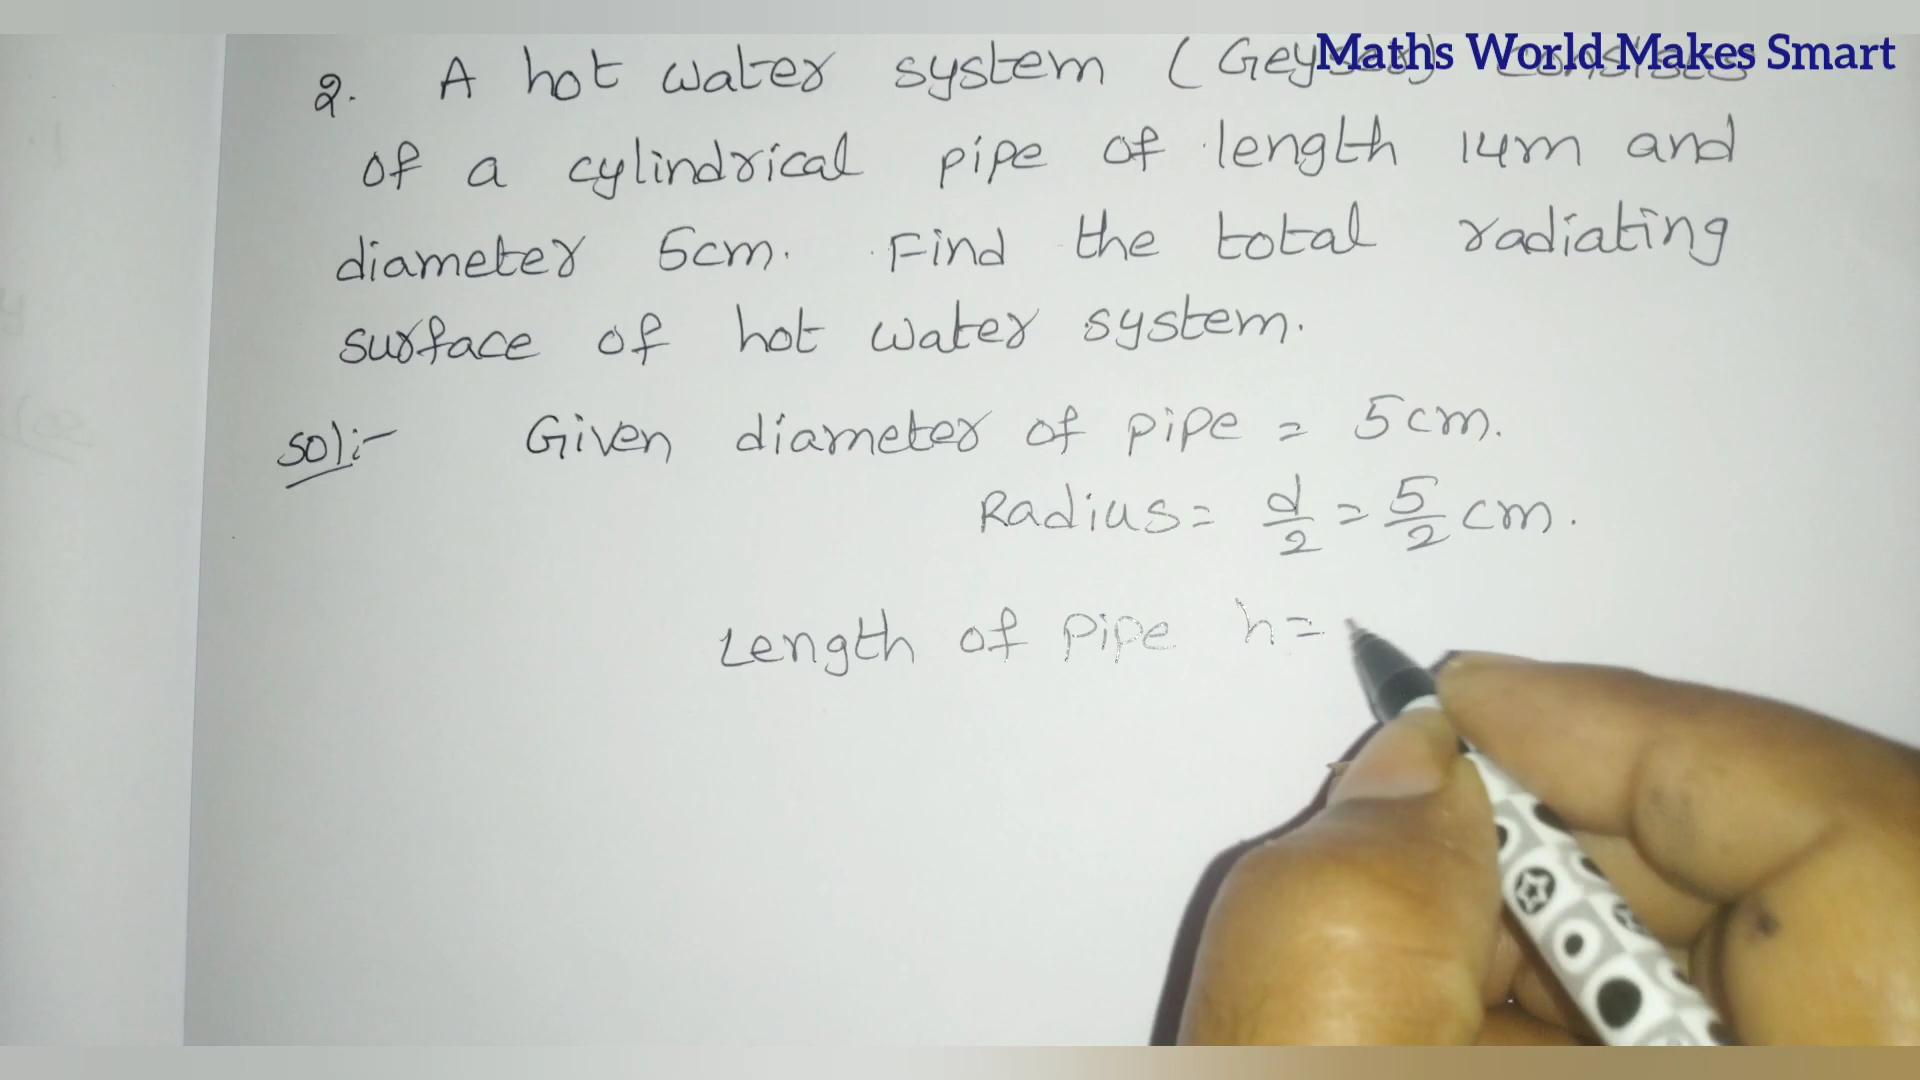 Maths World Makes Smart
2. A hot water system (Geyser) consists
of a cylindrical pipe of length 14m and
diameter 5cm. Find the total radiating
surface of hot water system.
Sol:- Given diameter of pipe = 5cm.
Radius = d/2 = 5/2 cm.
Length of pipe h=